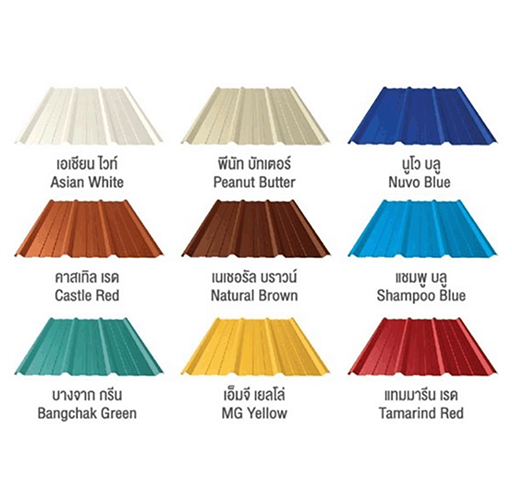 เอเชียน ไวท์
Asian White
พีนัท บัทเตอร์
Peanut Butter
นูโว บลู
Nuvo Blue
คาสเทิล เรด
Castle Red
เนเชอรัล บราวน์
Natural Brown
แชมพู บลู
Shampoo Blue
บางจาก กรีน
Bangchak Green
เอ็มจี เยลโล่
MG Yellow
แทมมารีน เรด
Tamarind Red